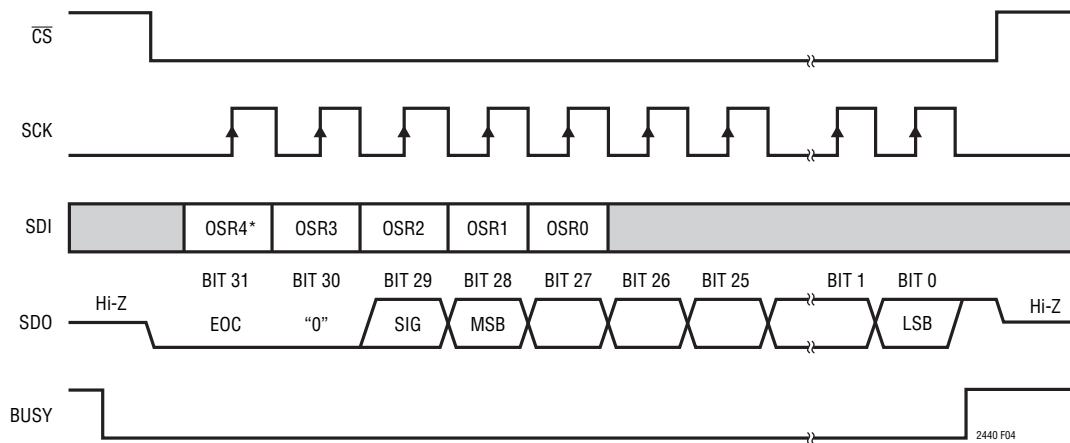 C̅S̅
SCK
SDI OSR4* OSR3 OSR2 OSR1 OSR0
BIT 31 BIT 30 BIT 29 BIT 28 BIT 27 BIT 26 BIT 25 BIT 1 BIT 0
Hi-Z Hi-Z
SDO EOC “0” SIG MSB LSB
BUSY
2440 F04